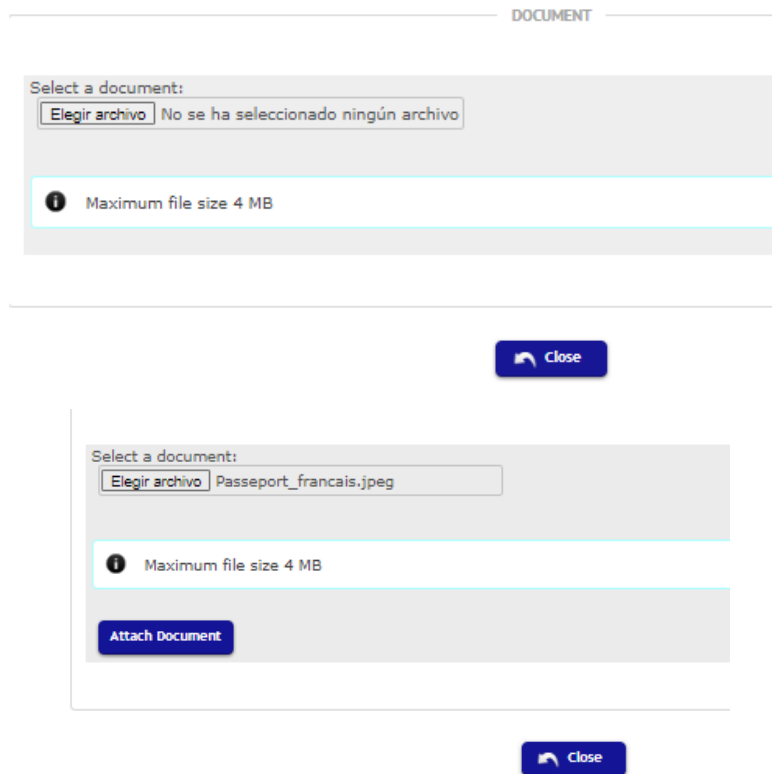 DOCUMENT
Select a document:
Elegir archivo No se ha seleccionado ningún archivo
Maximum file size 4 MB
Close
Select a document:
Elegir archivo Passeport_francais.jpeg
Maximum file size 4 MB
Attach Document
Close